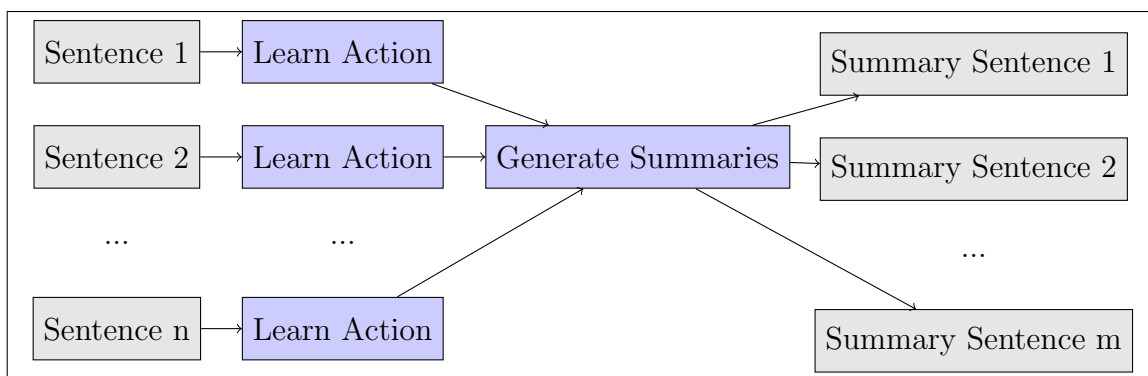 Sentence 1
Learn Action
Summary Sentence 1
Sentence 2
Learn Action
Generate Summaries
Summary Sentence 2
...
...
...
Sentence n
Learn Action
Summary Sentence m